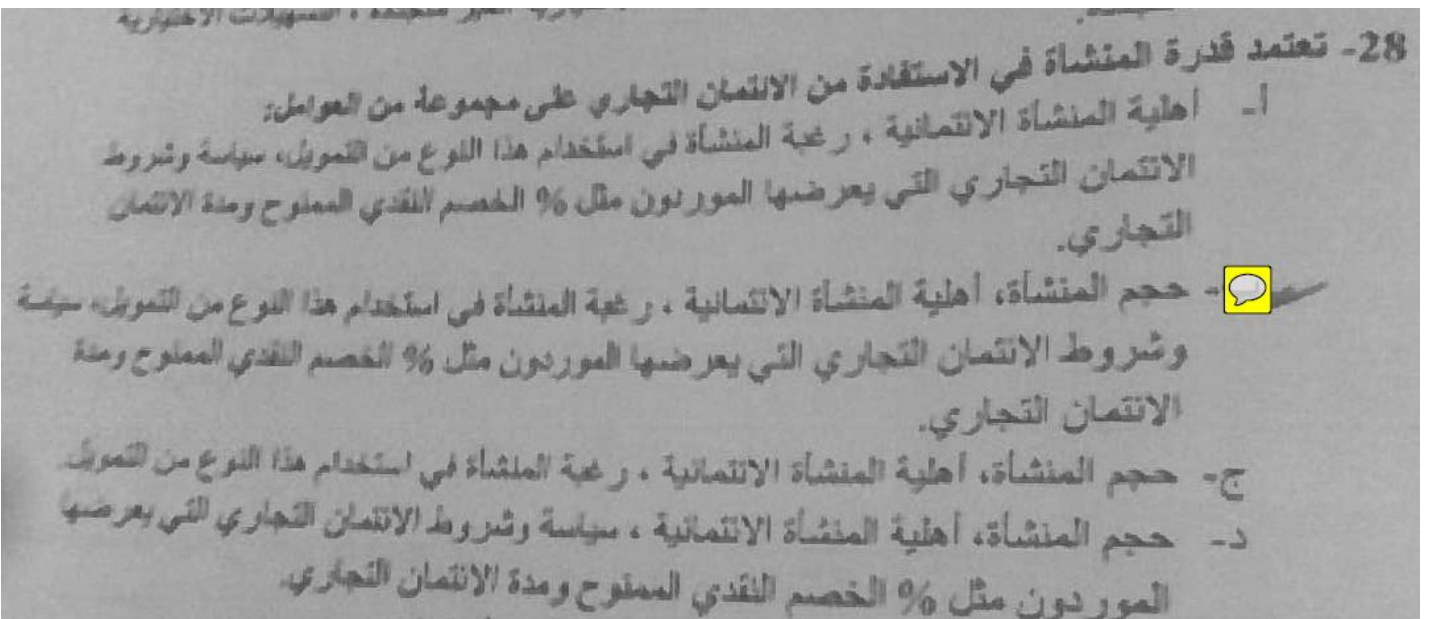 التسهيلات الاختيارية
28- تعتمد قدرة المنشأة في الاستفادة من الائتمان التجاري على مجموعة من العوامل:
أ- أهلية المنشأة الائتمانية ، رغبة المنشأة في استخدام هذا النوع من التمويل، سياسة وشروط
الائتمان التجاري التي يعرضها الموردون مثل % الخصم النقدي الممنوح ومدة الائتمان
التجاري.
- حجم المنشأة، أهلية المنشأة الائتمانية ، رغبة المنشأة في استخدام هذا النوع من التمويل، سياسة
وشروط الائتمان التجاري التي يعرضها الموردون مثل % الخصم النقدي الممنوح ومدة
الائتمان التجاري.
ج- حجم المنشأة، أهلية المنشأة الائتمانية ، رغبة المنشأة في استخدام هذا النوع من التمويل.
د- حجم المنشأة، أهلية المنشأة الائتمانية ، سياسة وشروط الائتمان التجاري التي يعرضها
الموردون مثل % الخصم النقدي الممنوح ومدة الائتمان التجاري.